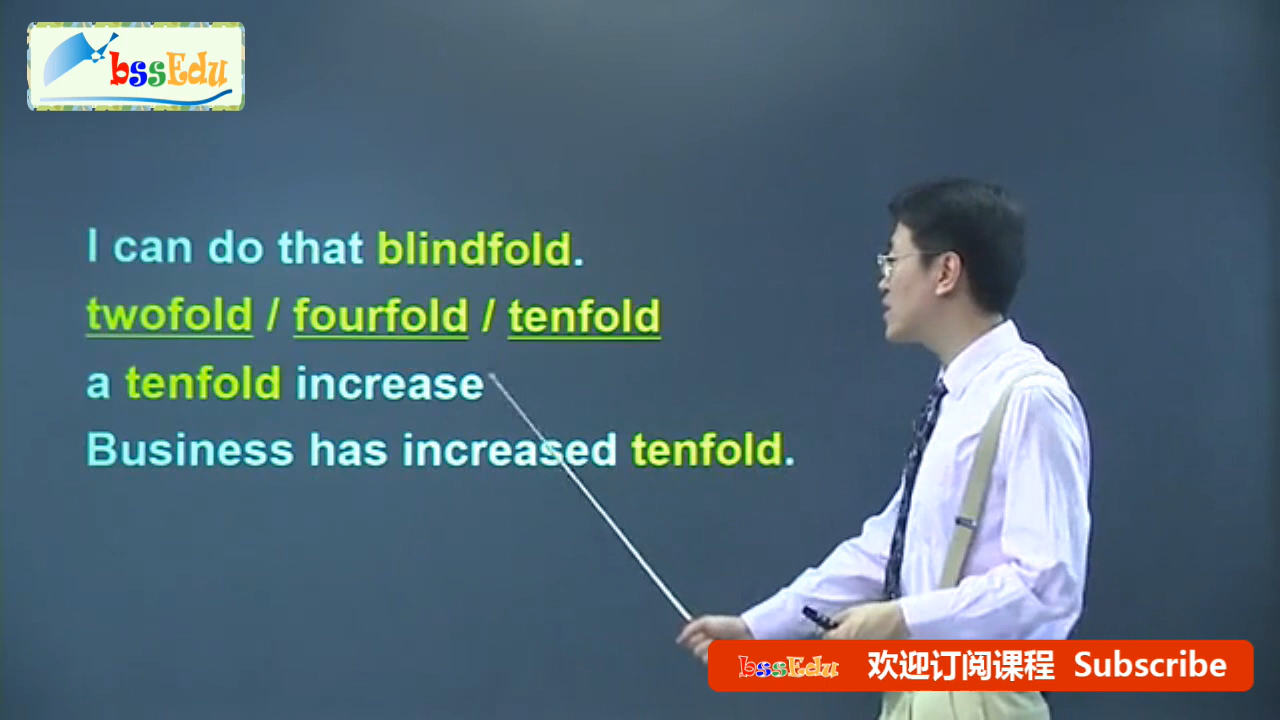 bssEdu
I can do that blindfold.
twofold / fourfold / tenfold
a tenfold increase
Business has increased tenfold.
bssEdu 欢迎订阅课程 Subscribe